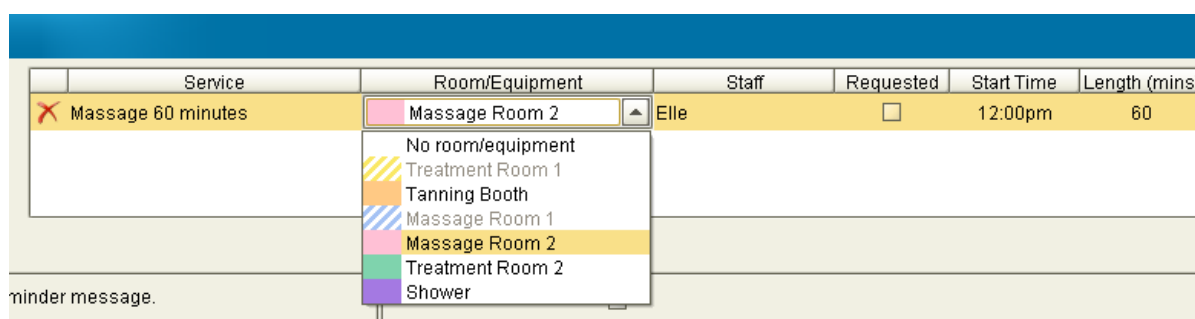 Service Room/Equipment Staff Requested Start Time Length (mins
Massage 60 minutes Massage Room 2 Elle 12:00pm 60
No room/equipment
Treatment Room 1
Tanning Booth
Massage Room 1
Massage Room 2
Treatment Room 2
Shower
minder message.